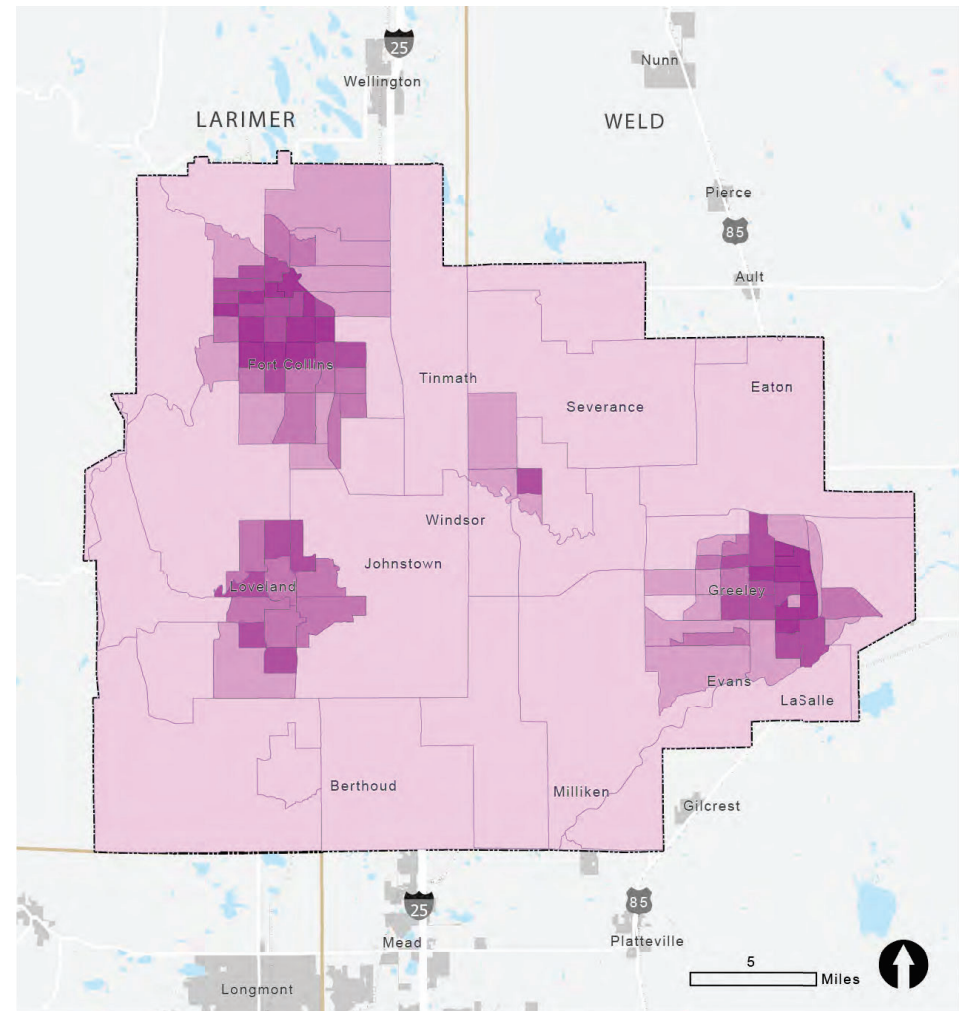 25
Wellington
Nunn
LARIMER
WELD
Pierce
85
Ault
Fort Collins
Tinmath
Eaton
Severance
Windsor
Johnstown
Loveland
Greeley
Evans
LaSalle
Berthoud
Milliken
Gilcrest
25
85
Mead
Platteville
5
Miles
Longmont